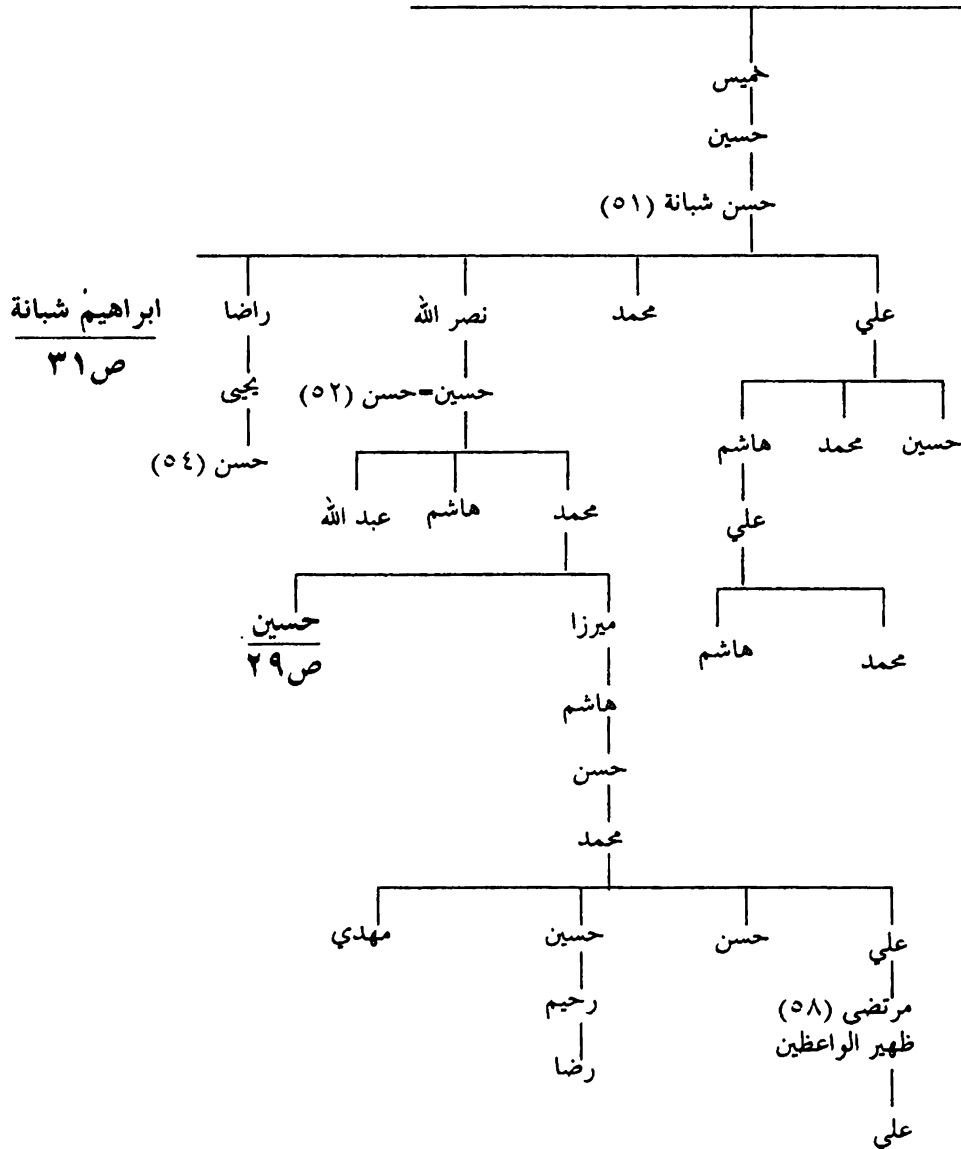 خميس
حسين
حسن شبانة (٥١)
علي محمد نصر الله راضا ابراهيم شبانة
ص٣١
حسين=حسن (٥٢) يحيى
حسين محمد هاشم حسن (٥٤)
محمد هاشم عبد الله
علي
ميرزا حسين
ص٢٩
محمد هاشم
هاشم
حسن
محمد
علي حسن حسين مهدي
مرتضى (٥٨) رحيم
ظهير الواعظين
رضا
علي